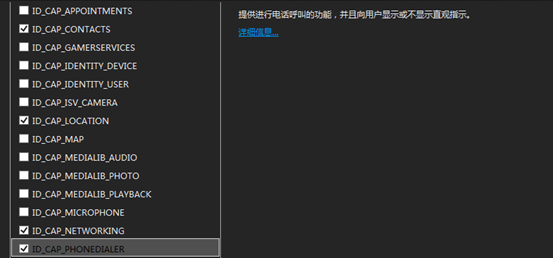 ID_CAP_APPOINTMENTS
ID_CAP_CONTACTS
ID_CAP_GAMERSERVICES
ID_CAP_IDENTITY_DEVICE
ID_CAP_IDENTITY_USER
ID_CAP_ISV_CAMERA
ID_CAP_LOCATION
ID_CAP_MAP
ID_CAP_MEDIALIB_AUDIO
ID_CAP_MEDIALIB_PHOTO
ID_CAP_MEDIALIB_PLAYBACK
ID_CAP_MICROPHONE
ID_CAP_NETWORKING
ID_CAP_PHONEDIALER
提供进行电话呼叫的功能，并且向用户显示或不显示直观指示。
详细信息...